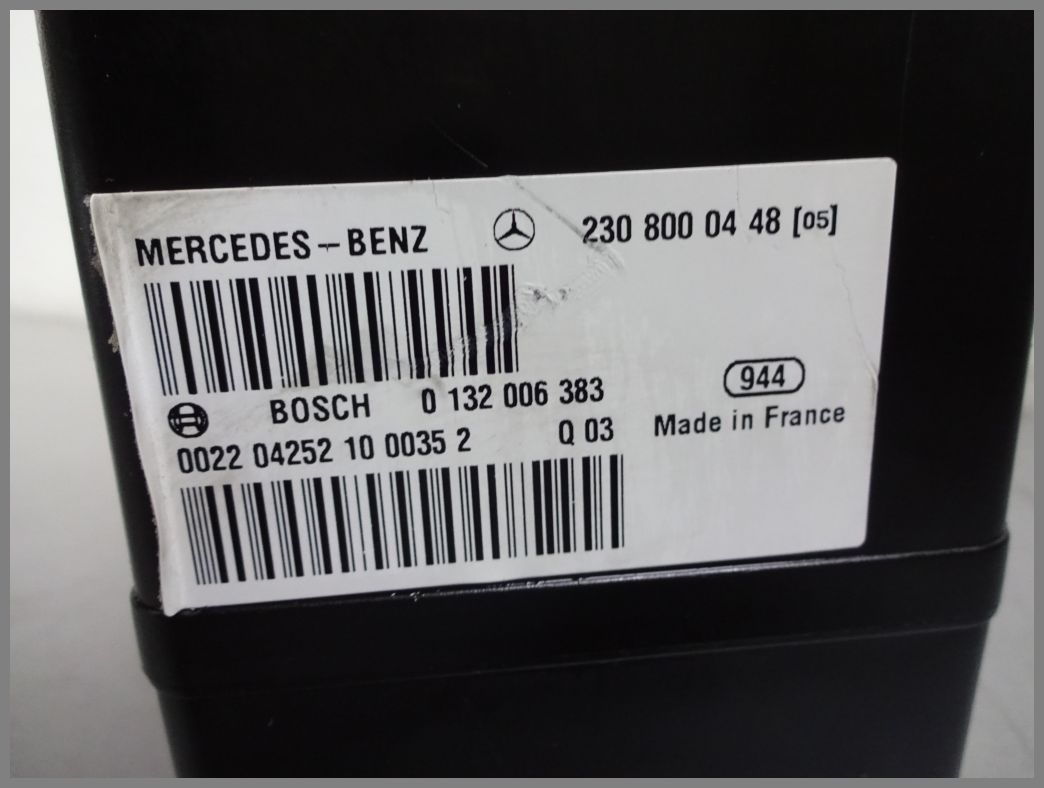 MERCEDES-BENZ 230 800 04 48 [05]
944
BOSCH 0 132 006 383
Made in France
0022 04252 10 0035 2 Q 03